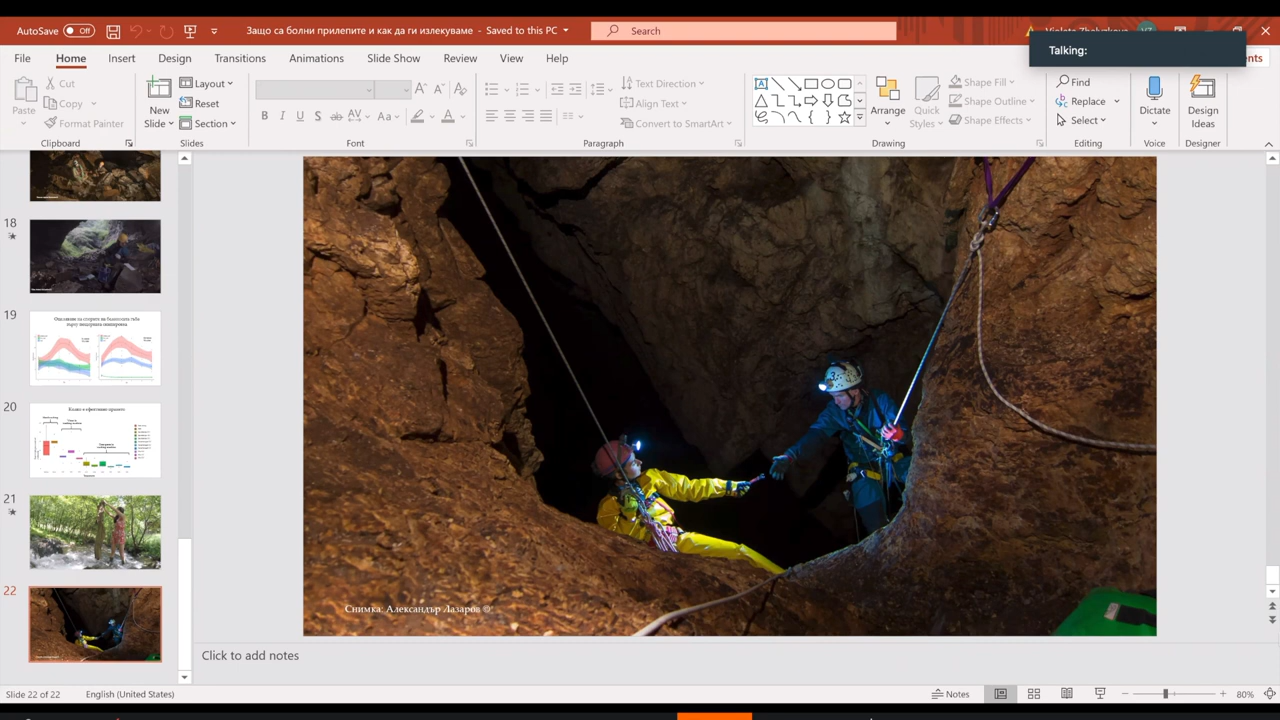 AutoSave
Off
Защо са болни прилепите и как да ги излекуваме - Saved to this PC
Search
Talking:
File
Home
Insert
Design
Transitions
Animations
Slide Show
Review
View
Help
Paste
Cut
Copy
Format Painter
Clipboard
New Slide
Layout
Reset
Section
Slides
Font
Text Direction
Align Text
Convert to SmartArt
Paragraph
Arrange
Quick Styles
Shape Fill
Shape Outline
Shape Effects
Drawing
Find
Replace
Select
Editing
Dictate
Voice
Design Ideas
Designer
18
19
20
21
22
Снимка: Александър Лазаров
Click to add notes
Slide 22 of 22
English (United States)
Notes
80%